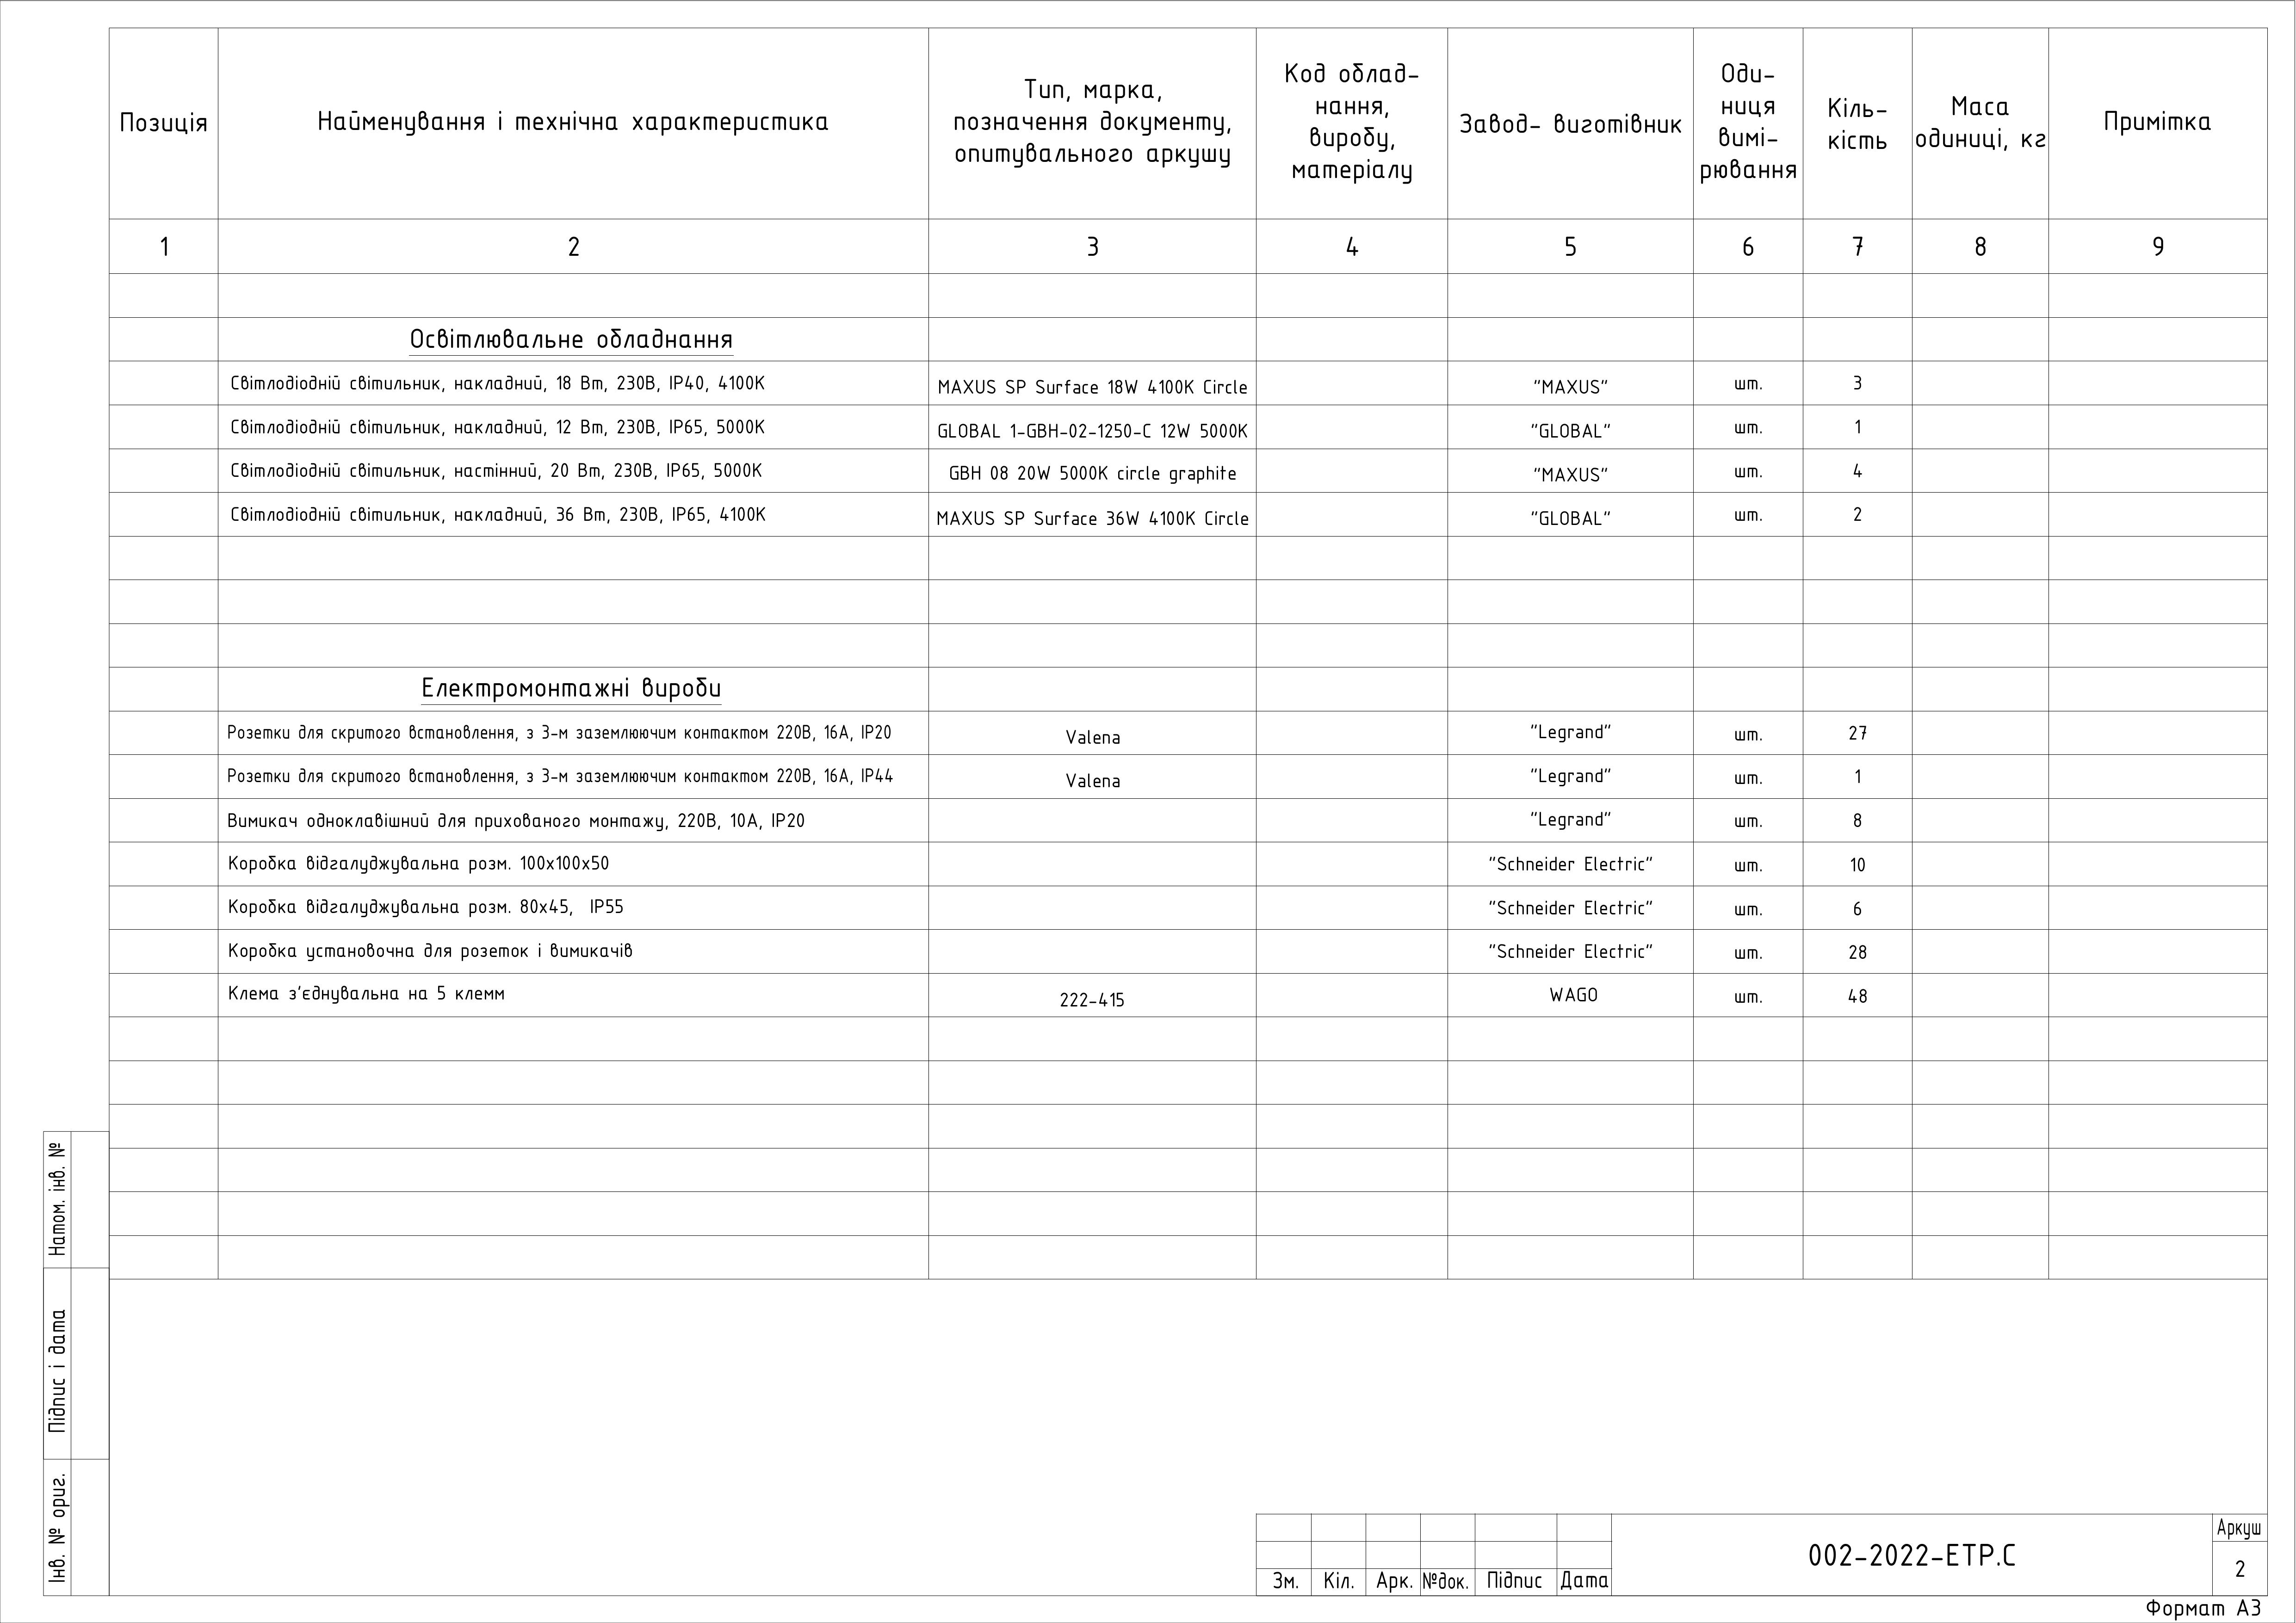 Позиція
Найменування і технічна характеристика
Тип, марка,
позначення документу,
опитувального аркушу
Код облад-
нання,
виробу,
матеріалу
Завод- виготівник
Оди-
ниця
вимі-
рювання
Кіль-
кість
Маса
одиниці, кг
Примітка
1 2 3 4 5 6 7 8 9
Освітлювальне обладнання
Світлодіодній світильник, накладний, 18 Вт, 230В, IP40, 4100K MAXUS SP Surface 18W 4100K Circle "MAXUS" шт. 3
Світлодіодній світильник, накладний, 12 Вт, 230В, IP65, 5000K GLOBAL 1-GBH-02-1250-C 12W 5000K "GLOBAL" шт. 1
Світлодіодній світильник, настінний, 20 Вт, 230В, IP65, 5000K GBH 08 20W 5000K circle graphite "MAXUS" шт. 4
Світлодіодній світильник, накладний, 36 Вт, 230В, IP65, 4100K MAXUS SP Surface 36W 4100K Circle "GLOBAL" шт. 2
Електромонтажні вироби
Розетки для скритого встановлення, з 3-м заземлюючим контактом 220В, 16А, IP20 Valena "Legrand" шт. 27
Розетки для скритого встановлення, з 3-м заземлюючим контактом 220В, 16А, IP44 Valena "Legrand" шт. 1
Вимикач одноклавішний для прихованого монтажу, 220В, 10А, IP20 "Legrand" шт. 8
Коробка відгалуджувальна розм. 100х100х50 "Schneider Electric" шт. 10
Коробка відгалуджувальна розм. 80х45, IP55 "Schneider Electric" шт. 6
Коробка установочна для розеток і вимикачів "Schneider Electric" шт. 28
Клема з'єднувальна на 5 клемм 222-415 WAGO шт. 48
Натом. інв. №
Підпис і дата
Інв. № ориг.
Зм. Кіл. Арк. №док. Підпис Дата
002-2022-ЕТР.С
Аркуш
2
Формат А3